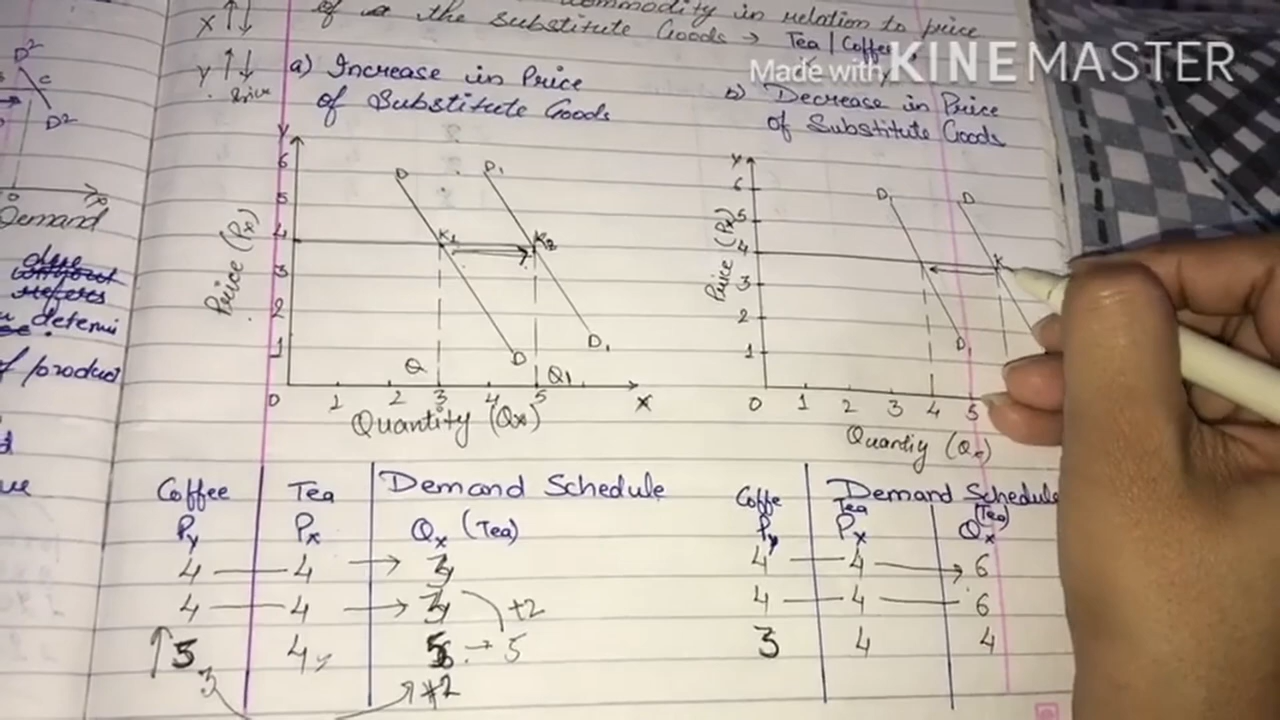 commodity in relation to price
of the substitute Goods → Tea | Coffee
Made with KINEMASTER
X ↑↓
Y ↑↓
a) Increase in Price
of Substitute Goods
b) Decrease in Price
of Substitute Goods
D²
C
D²
Demand
refers
determi
of product
Y
6
5
4
3
2
1
Price (Px)
D
D1
K1
K2
D
D1
Q
Q1
0 1 2 3 4 5 X
Quantity (Qx)
Y
6
5
4
3
2
1
Price (Px)
D
D
K
D
0 1 2 3 4 5
Quantiy (Qx)
Coffee Tea Demand Schedule
Py Px Qx (Tea)
4 4 → 3
4 4 → 3 +2
↑ 5 4 5 → 5
3 +2
Coffe Tea Demand Schedule
Py Px Qx (Tea)
4 4 → 6
4 4 6
3 4 4